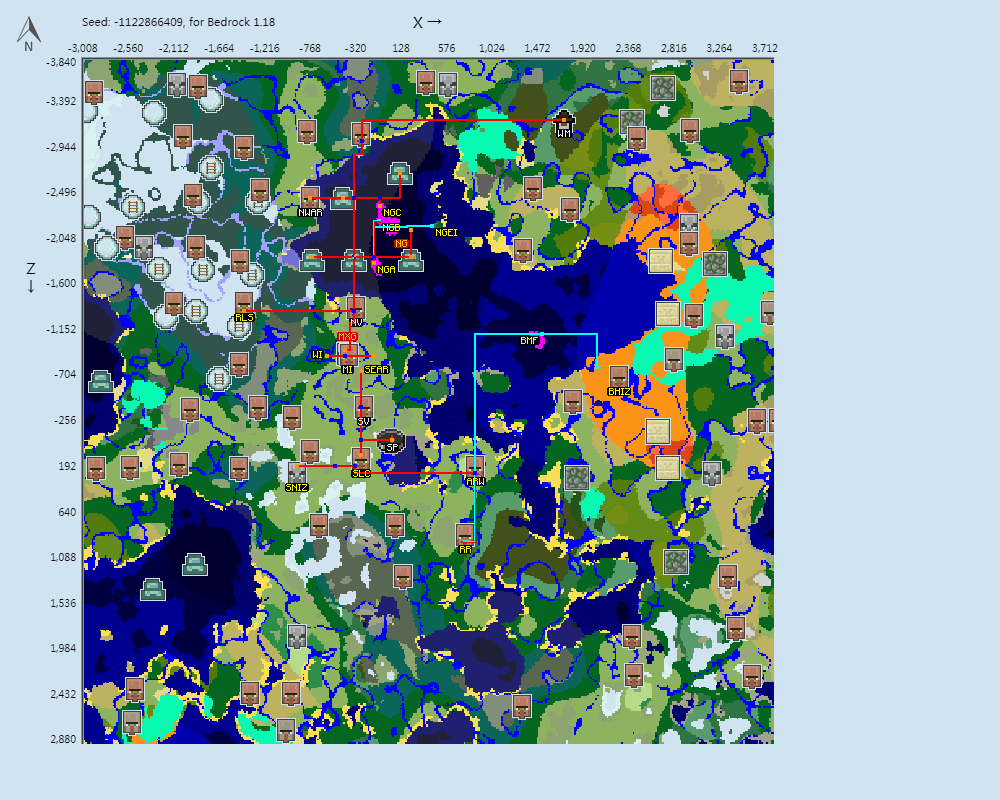 Seed: -1122866409, for Bedrock 1.18
X →
N
-3,008 -2,560 -2,112 -1,664 -1,216 -768 -320 128 576 1,024 1,472 1,920 2,368 2,816 3,264 3,712
-3,840
-3,392
-2,944
-2,496
-2,048
-1,600
-1,152
-704
-256
192
640
1,088
1,536
1,984
2,432
2,880
Z
↓
WM
NWAR
NGC
NGB
NGEI
NG
NGA
RLS
NV
MXG
BMF
WI
MI
SEAR
BHIZ
SV
SP
SLC
ARW
SNIZ
RR